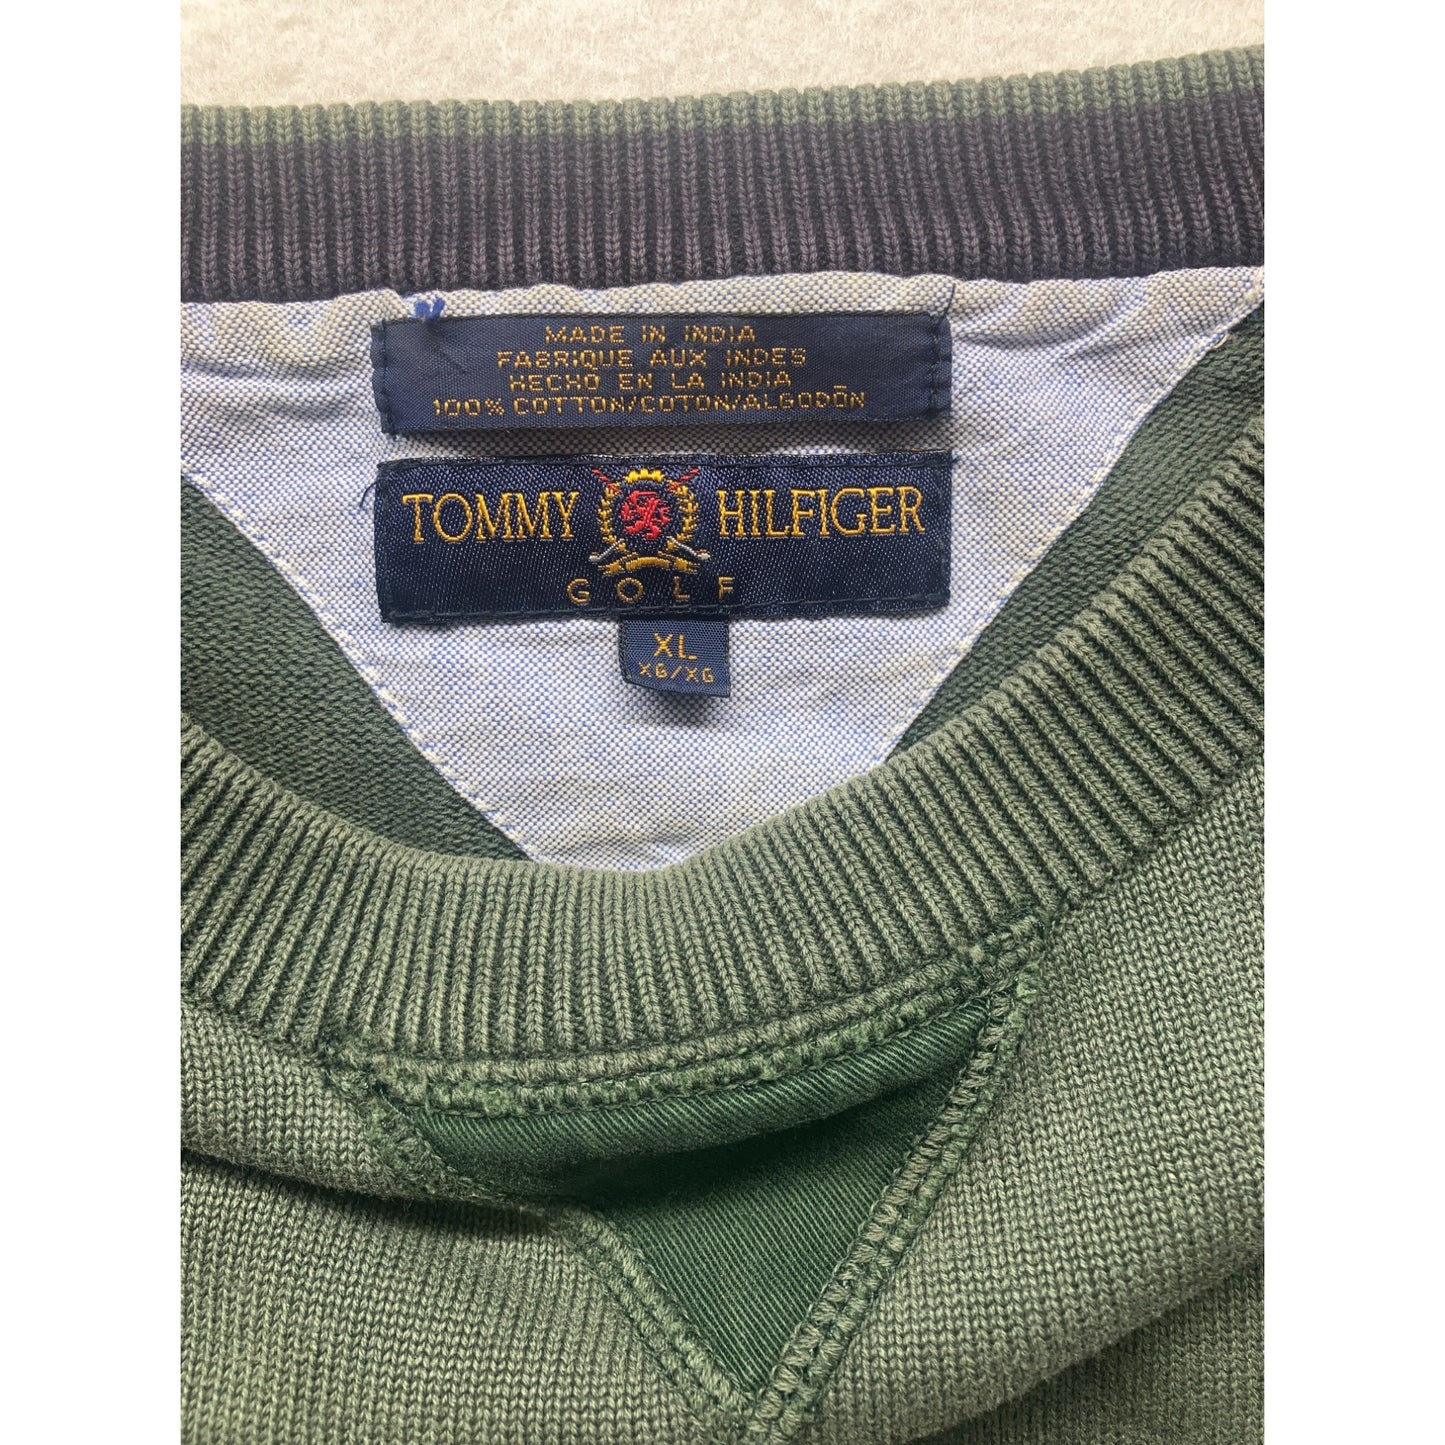 MADE IN INDIA
FABRIQUE AUX INDES
HECHO EN LA INDIA
100% COTTON/COTON/ALGODÓN
TOMMY HILFIGER
GOLF
XL
XG/XG